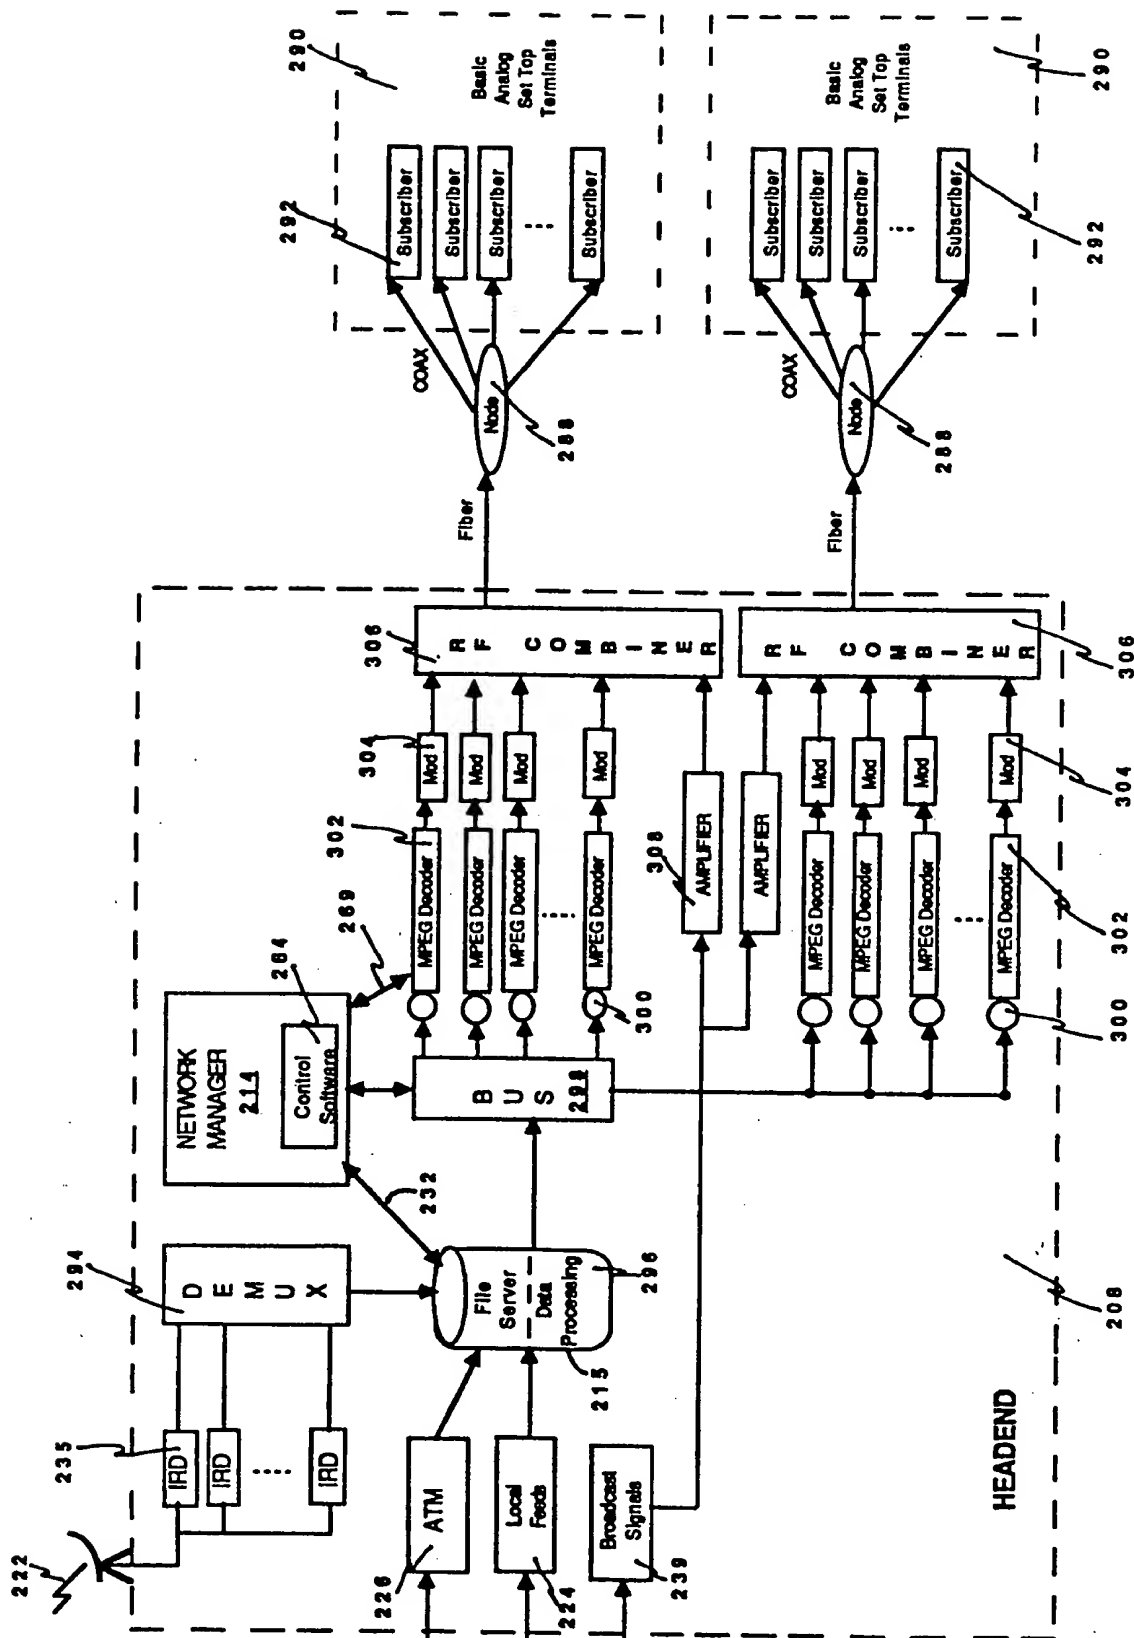 222
235
IRD
IRD
IRD
294
DEMUX
226
ATM
224
Local
Feeds
239
Broadcast
Signals
215
File
Server
Data
Processing
296
232
NETWORK
MANAGER
214
Control
Software
264
269
BUS
298
300
302
304
MPEG Decoder
Mod
MPEG Decoder
Mod
MPEG Decoder
Mod
MPEG Decoder
Mod
306
RF COMBINER
308
AMPLIFIER
AMPLIFIER
RF COMBINER
306
MPEG Decoder
Mod
MPEG Decoder
Mod
MPEG Decoder
Mod
MPEG Decoder
Mod
300
302
304
HEADEND
208
Fiber
Node
288
COAX
292
Subscriber
Subscriber
Subscriber
Subscriber
Basic
Analog
Set Top
Terminals
290
Fiber
Node
288
COAX
Subscriber
Subscriber
Subscriber
Subscriber
292
Basic
Analog
Set Top
Terminals
290